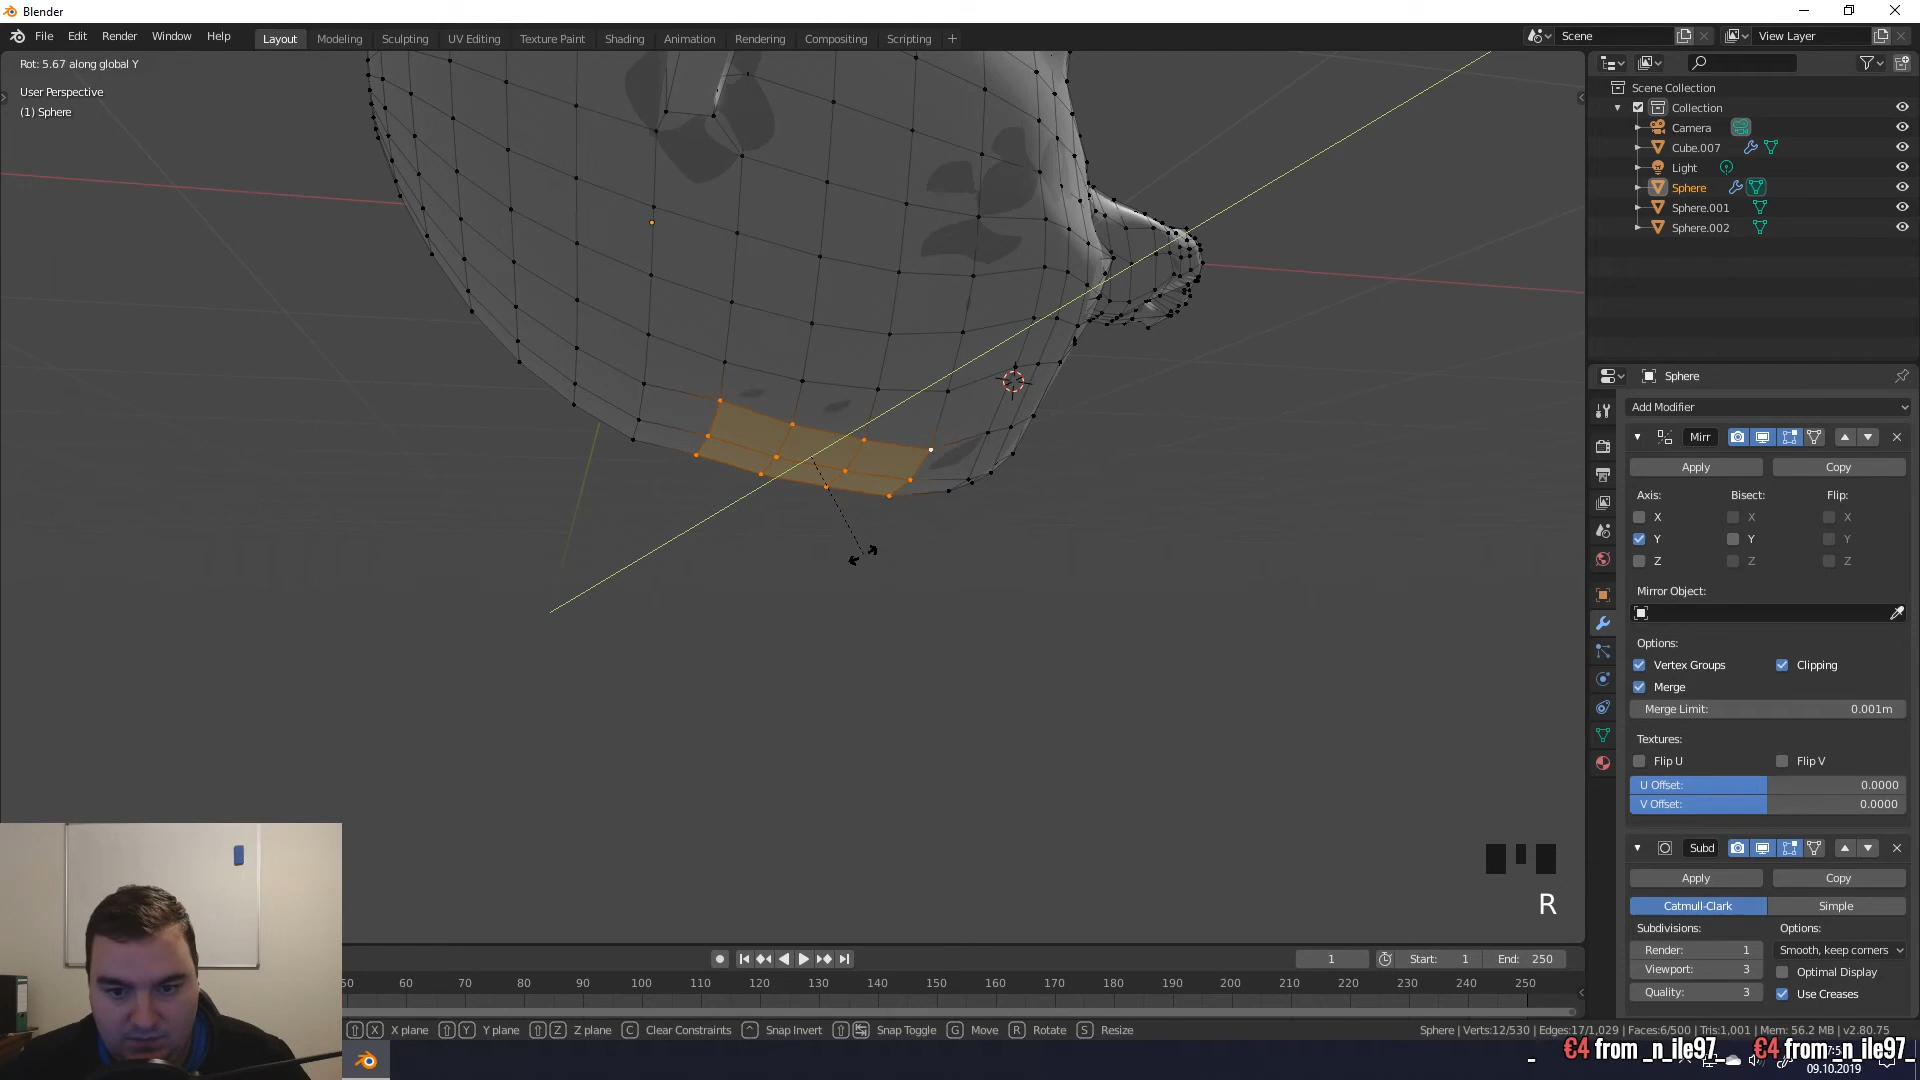 Blender
File Edit Render Window Help Layout Modeling Sculpting UV Editing Texture Paint Shading Animation Rendering Compositing Scripting + Scene View Layer
Rot: 5.67 along global Y
User Perspective
(1) Sphere
Scene Collection
Collection
Camera
Cube.007
Light
Sphere
Sphere.001
Sphere.002
Sphere
Add Modifier
Mirr
Apply Copy
Axis: Bisect: Flip:
X X X
Y Y Y
Z Z Z
Mirror Object:
Options:
Vertex Groups Clipping
Merge
Merge Limit: 0.001m
Textures:
Flip U Flip V
U Offset: 0.0000
V Offset: 0.0000
Subd
Apply Copy
Catmull-Clark Simple
Subdivisions: Options:
Render: 1 Smooth, keep corners
Viewport: 3 Optimal Display
Quality: 3 Use Creases
R
1 Start: 1 End: 250
50 60 70 80 90 100 110 120 130 140 150 160 170 180 190 200 210 220 230 240 250
X X plane Y Y plane Z Z plane C Clear Constraints ^ Snap Invert Snap Toggle G Move R Rotate S Resize Sphere | Verts:12/530 | Edges:17/1,029 | Faces:6/500 | Tris:1,001 | Mem: 56.2 MB | v2.80.75
€4 from _n_ile97_ €4 from _n_ile97_
09.10.2019